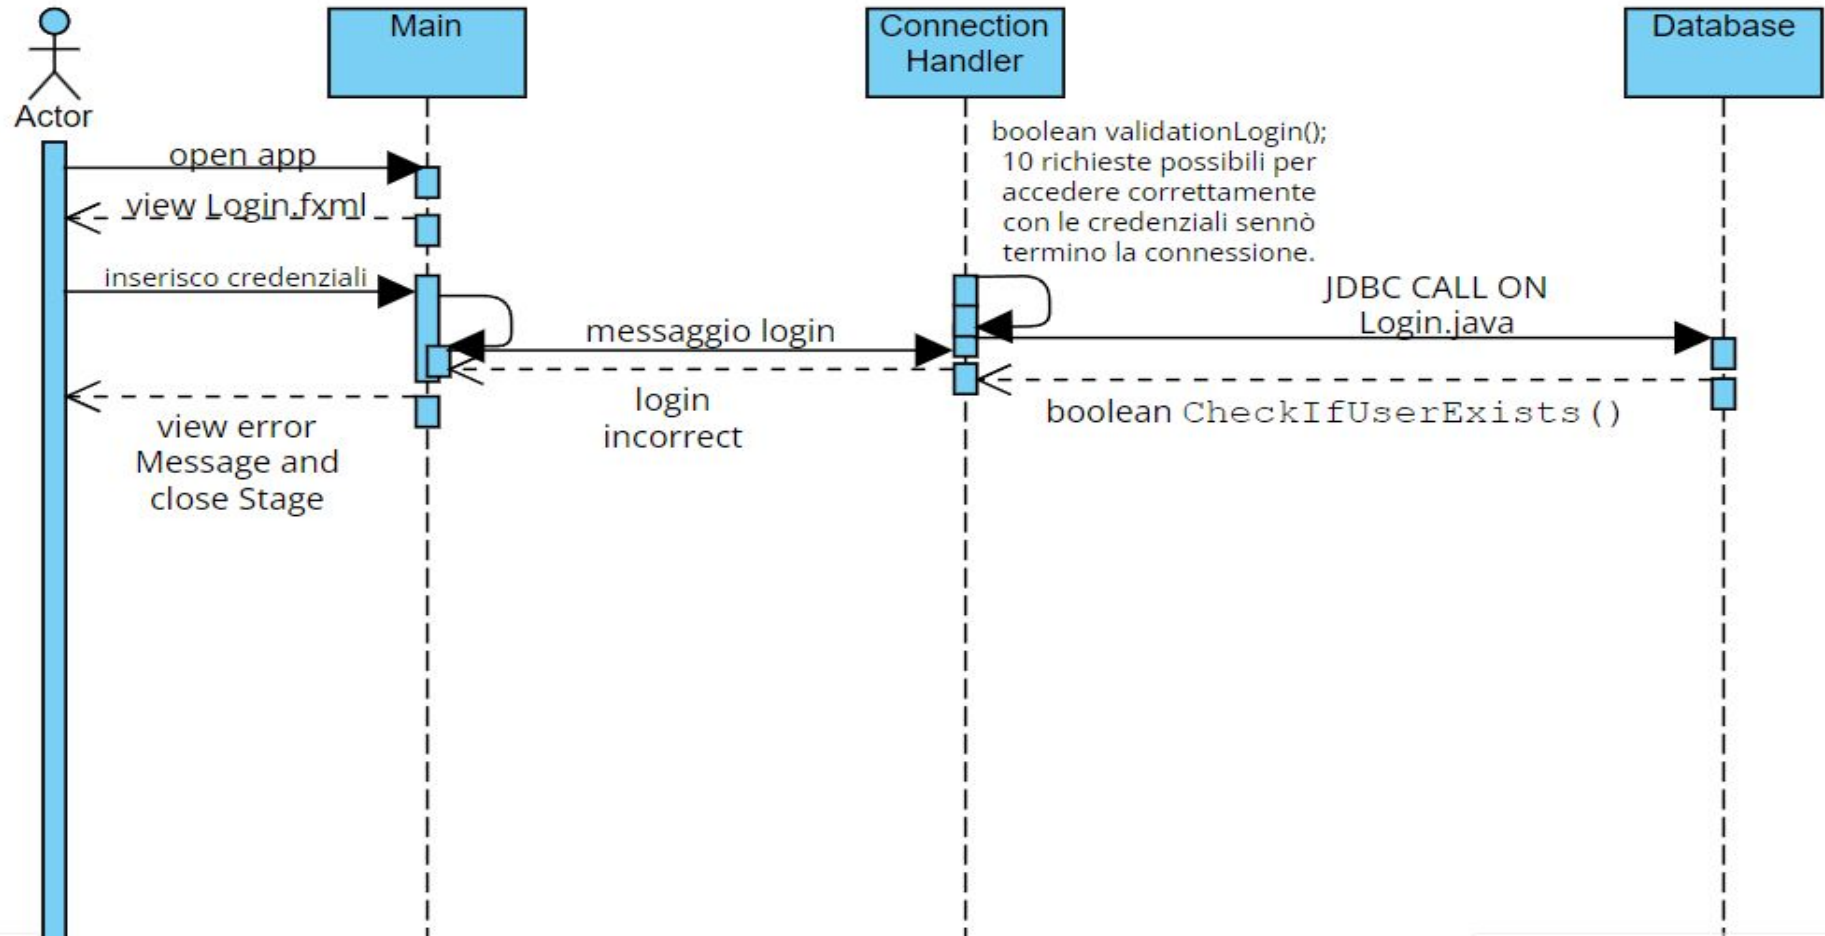 Main
Connection
Handler
Database
Actor
open app
view Login.fxml
inserisco credenziali
boolean validationLogin();
10 richieste possibili per
accedere correttamente
con le credenziali sennò
termino la connessione.
messaggio login
JDBC CALL ON
Login.java
login
incorrect
boolean CheckIfUserExists()
view error
Message and
close Stage